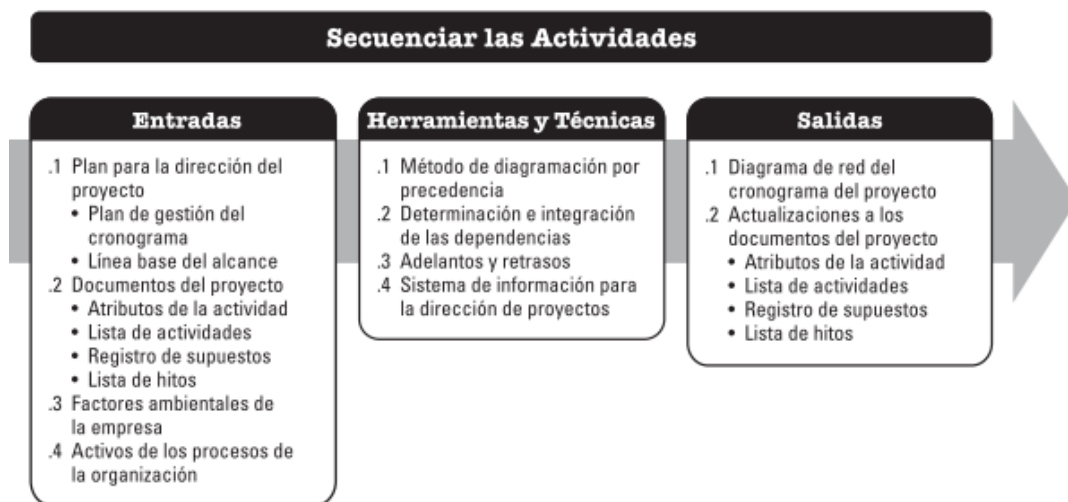 Secuenciar las Actividades
Entradas
.1 Plan para la dirección del
proyecto
• Plan de gestión del
cronograma
• Línea base del alcance
.2 Documentos del proyecto
• Atributos de la actividad
• Lista de actividades
• Registro de supuestos
• Lista de hitos
.3 Factores ambientales de
la empresa
.4 Activos de los procesos de
la organización
Herramientas y Técnicas
.1 Método de diagramación por
precedencia
.2 Determinación e integración
de las dependencias
.3 Adelantos y retrasos
.4 Sistema de información para
la dirección de proyectos
Salidas
.1 Diagrama de red del
cronograma del proyecto
.2 Actualizaciones a los
documentos del proyecto
• Atributos de la actividad
• Lista de actividades
• Registro de supuestos
• Lista de hitos